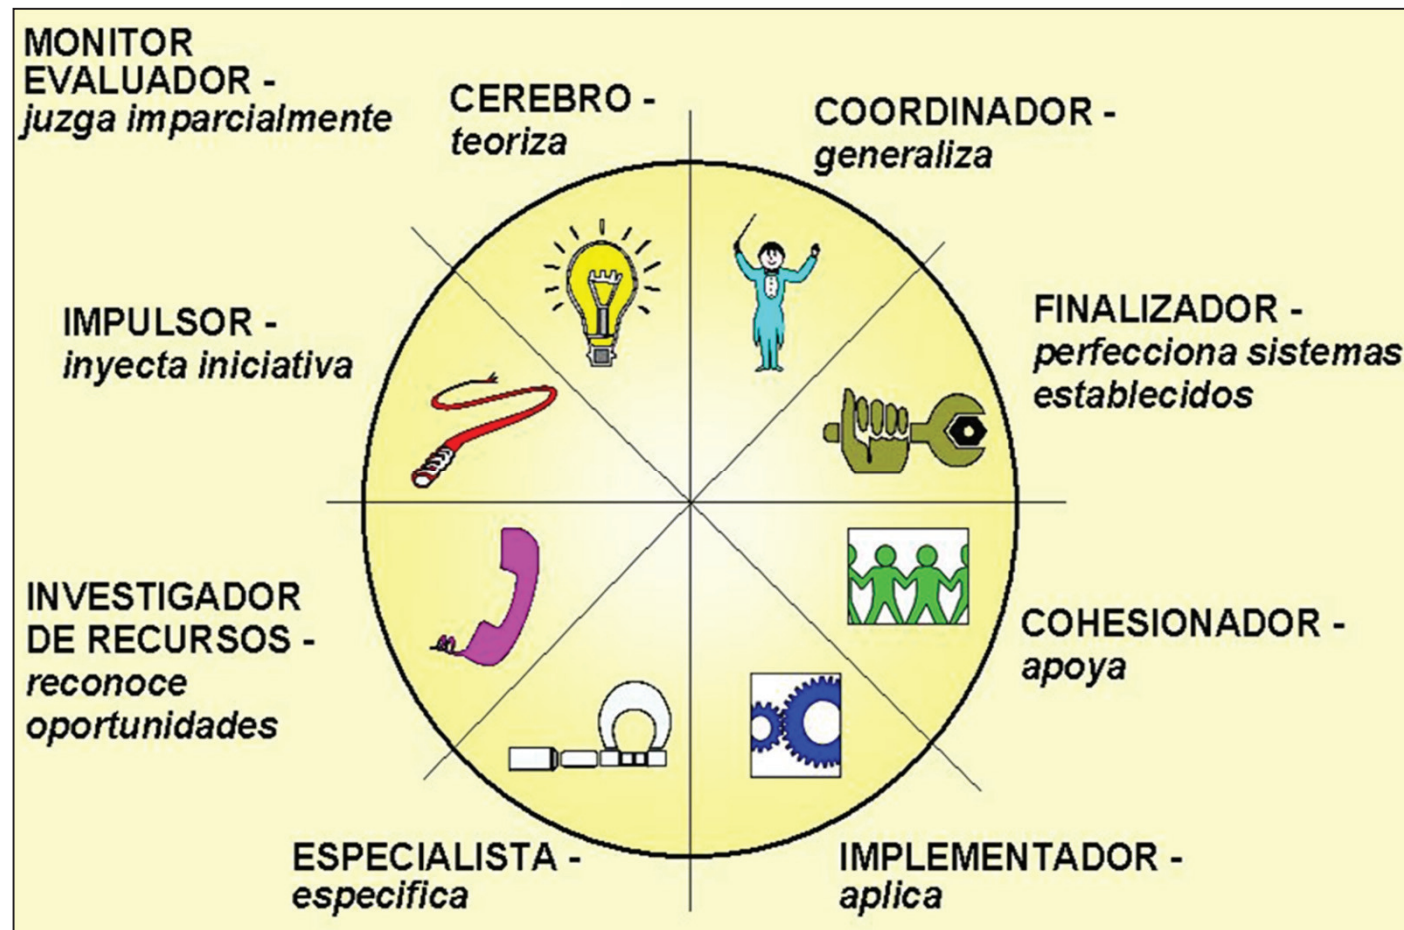 MONITOR
EVALUADOR -
juzga imparcialmente
CEREBRO -
teoriza
COORDINADOR -
generaliza
IMPULSOR -
inyecta iniciativa
FINALIZADOR -
perfecciona sistemas
establecidos
INVESTIGADOR
DE RECURSOS -
reconoce
oportunidades
COHESIONADOR -
apoya
ESPECIALISTA -
especifica
IMPLEMENTADOR -
aplica